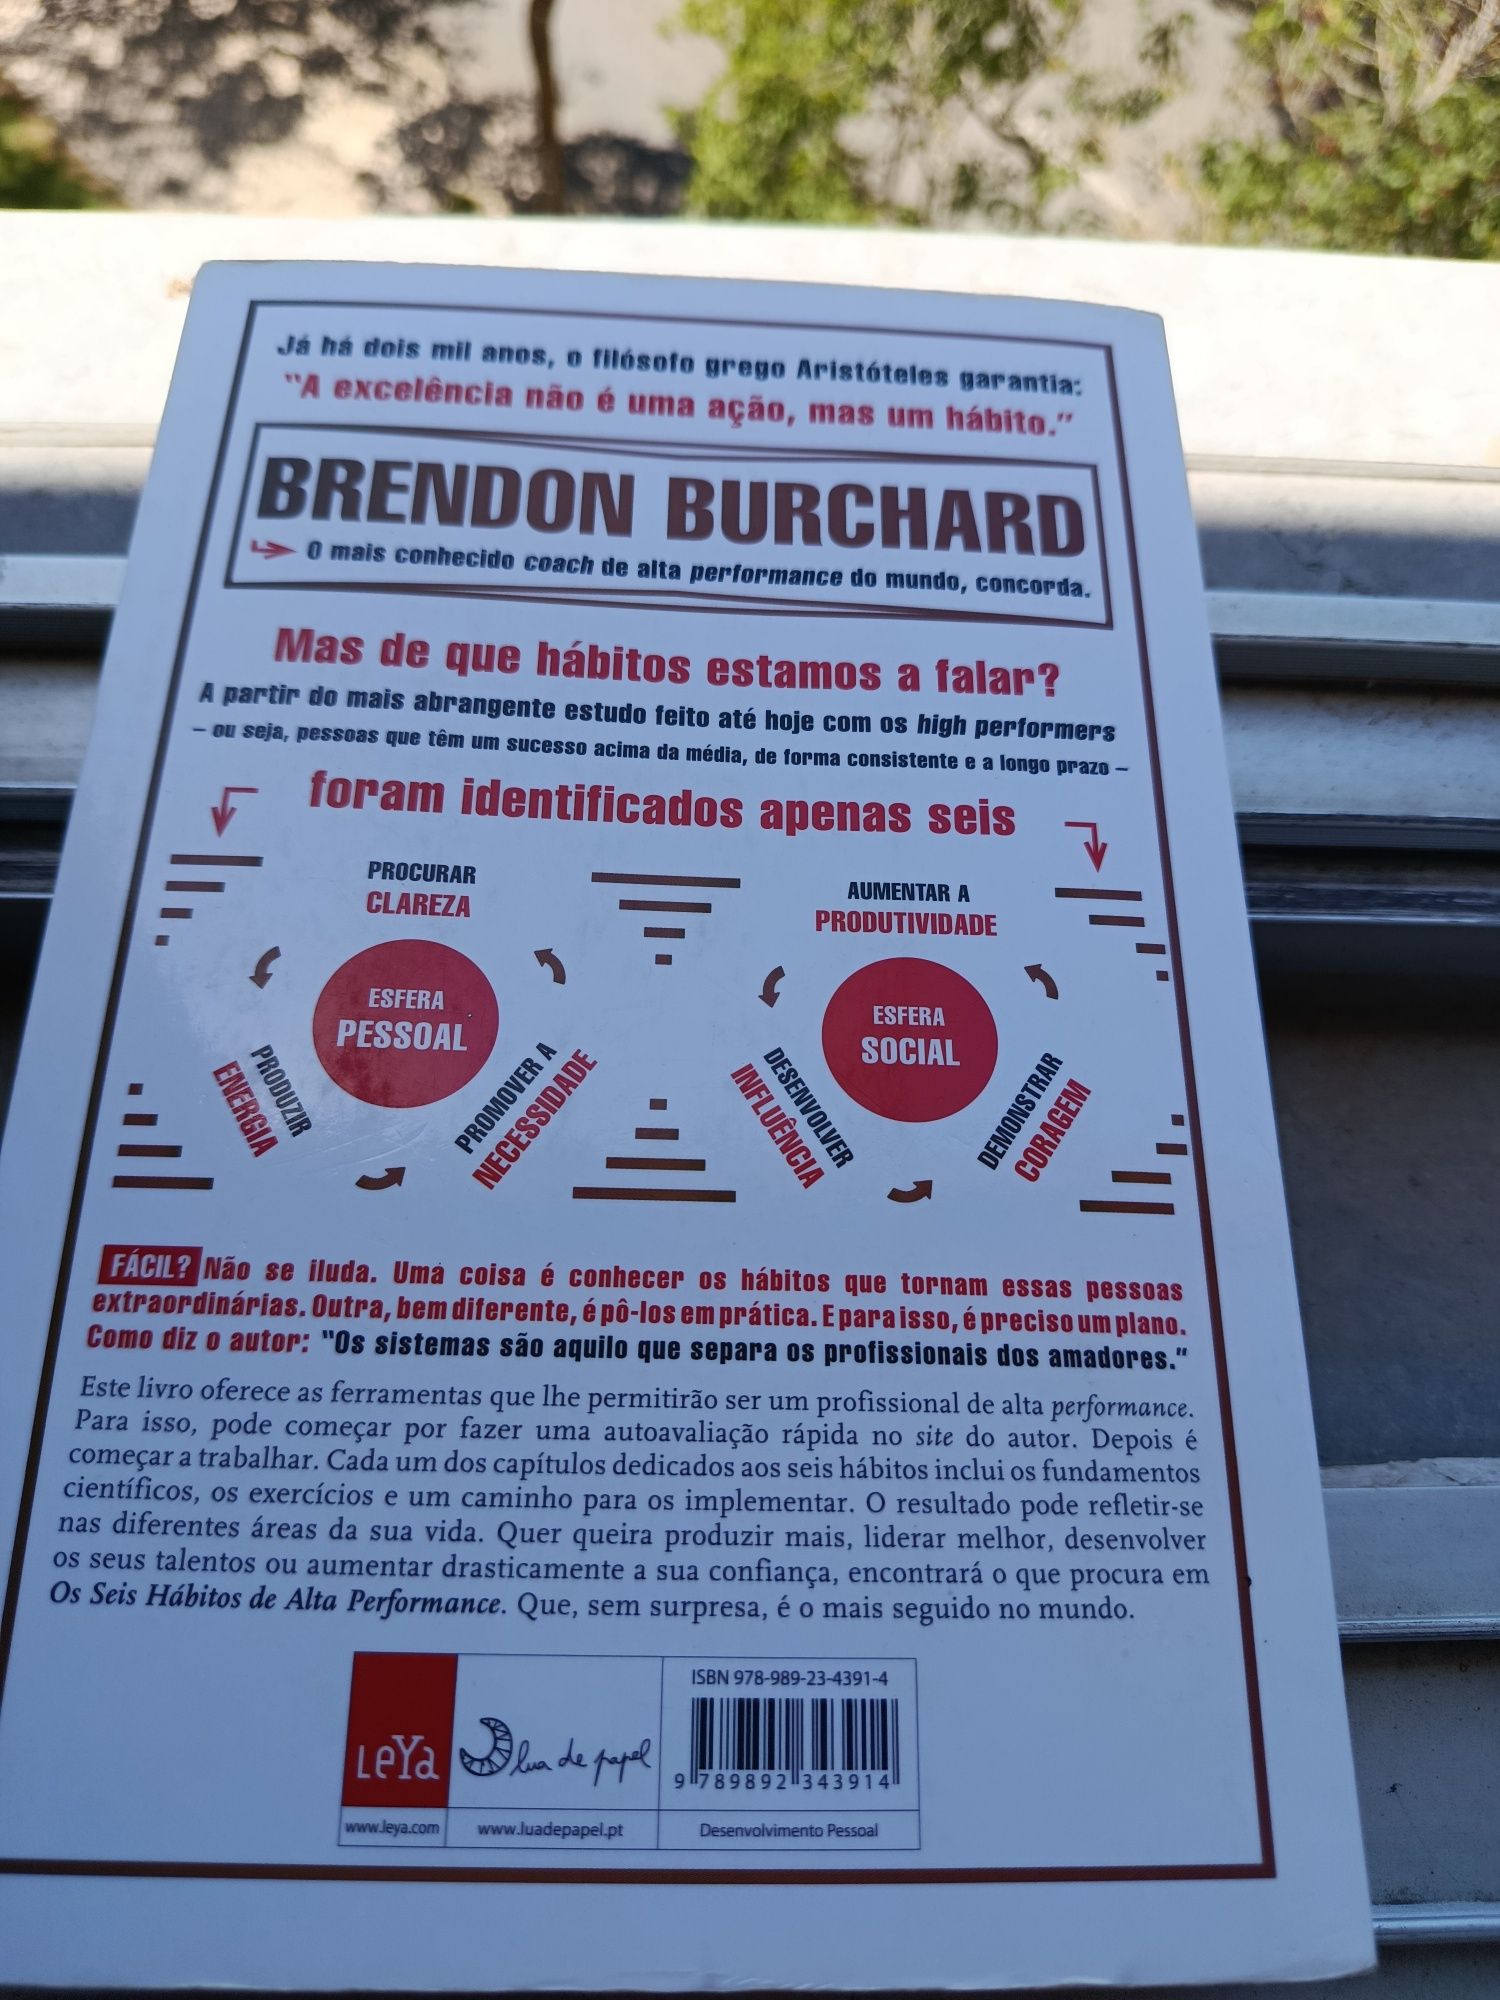 Já há dois mil anos, o filósofo grego Aristóteles garantia:
"A excelência não é uma ação, mas um hábito."
BRENDON BURCHARD
O mais conhecido coach de alta performance do mundo, concorda.
Mas de que hábitos estamos a falar?
A partir do mais abrangente estudo feito até hoje com os high performers
– ou seja, pessoas que têm um sucesso acima da média, de forma consistente e a longo prazo –
foram identificados apenas seis
PROCURAR
CLAREZA
ESFERA
PESSOAL
PRODUZIR
ENERGIA
PROMOVER A
NECESSIDADE
AUMENTAR A
PRODUTIVIDADE
ESFERA
SOCIAL
DESENVOLVER
INFLUÊNCIA
DEMONSTRAR
CORAGEM
FÁCIL? Não se iluda. Uma coisa é conhecer os hábitos que tornam essas pessoas
extraordinárias. Outra, bem diferente, é pô-los em prática. E para isso, é preciso um plano.
Como diz o autor: "Os sistemas são aquilo que separa os profissionais dos amadores."
Este livro oferece as ferramentas que lhe permitirão ser um profissional de alta performance.
Para isso, pode começar por fazer uma autoavaliação rápida no site do autor. Depois é
começar a trabalhar. Cada um dos capítulos dedicados aos seis hábitos inclui os fundamentos
científicos, os exercícios e um caminho para os implementar. O resultado pode refletir-se
nas diferentes áreas da sua vida. Quer queira produzir mais, liderar melhor, desenvolver
os seus talentos ou aumentar drasticamente a sua confiança, encontrará o que procura em
Os Seis Hábitos de Alta Performance. Que, sem surpresa, é o mais seguido no mundo.
LEYA
lua de papel
ISBN 978-989-23-4391-4
9 789892 343914
www.leya.com
www.luadepapel.pt
Desenvolvimento Pessoal